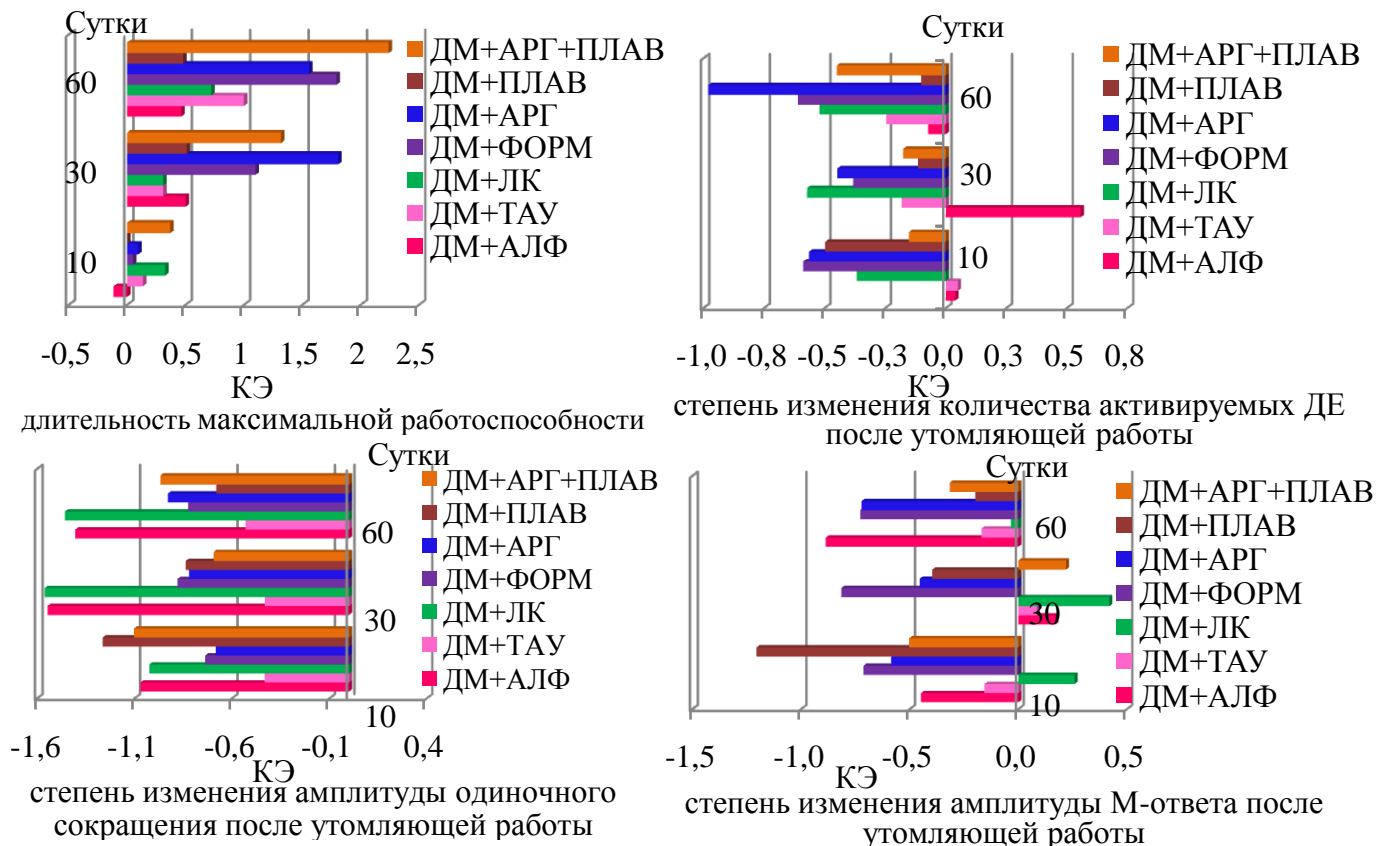 Сутки
60
30
10
ДМ+АРГ+ПЛАВ
ДМ+ПЛАВ
ДМ+АРГ
ДМ+ФОРМ
ДМ+ЛК
ДМ+ТАУ
ДМ+АЛФ
-0,5 0 0,5 1 1,5 2 2,5
КЭ
длительность максимальной работоспособности
Сутки
60
30
10
ДМ+АРГ+ПЛАВ
ДМ+ПЛАВ
ДМ+АРГ
ДМ+ФОРМ
ДМ+ЛК
ДМ+ТАУ
ДМ+АЛФ
-1,0 -0,8 -0,5 -0,3 0,0 0,3 0,5 0,8
КЭ
степень изменения количества активируемых ДЕ
после утомляющей работы
Сутки
60
30
10
ДМ+АРГ+ПЛАВ
ДМ+ПЛАВ
ДМ+АРГ
ДМ+ФОРМ
ДМ+ЛК
ДМ+ТАУ
ДМ+АЛФ
-1,6 -1,1 -0,6 -0,1 0,4
КЭ
степень изменения амплитуды одиночного
сокращения после утомляющей работы
Сутки
60
30
10
ДМ+АРГ+ПЛАВ
ДМ+ПЛАВ
ДМ+АРГ
ДМ+ФОРМ
ДМ+ЛК
ДМ+ТАУ
ДМ+АЛФ
-1,5 -1,0 -0,5 0,0 0,5
КЭ
степень изменения амплитуды М-ответа после
утомляющей работы